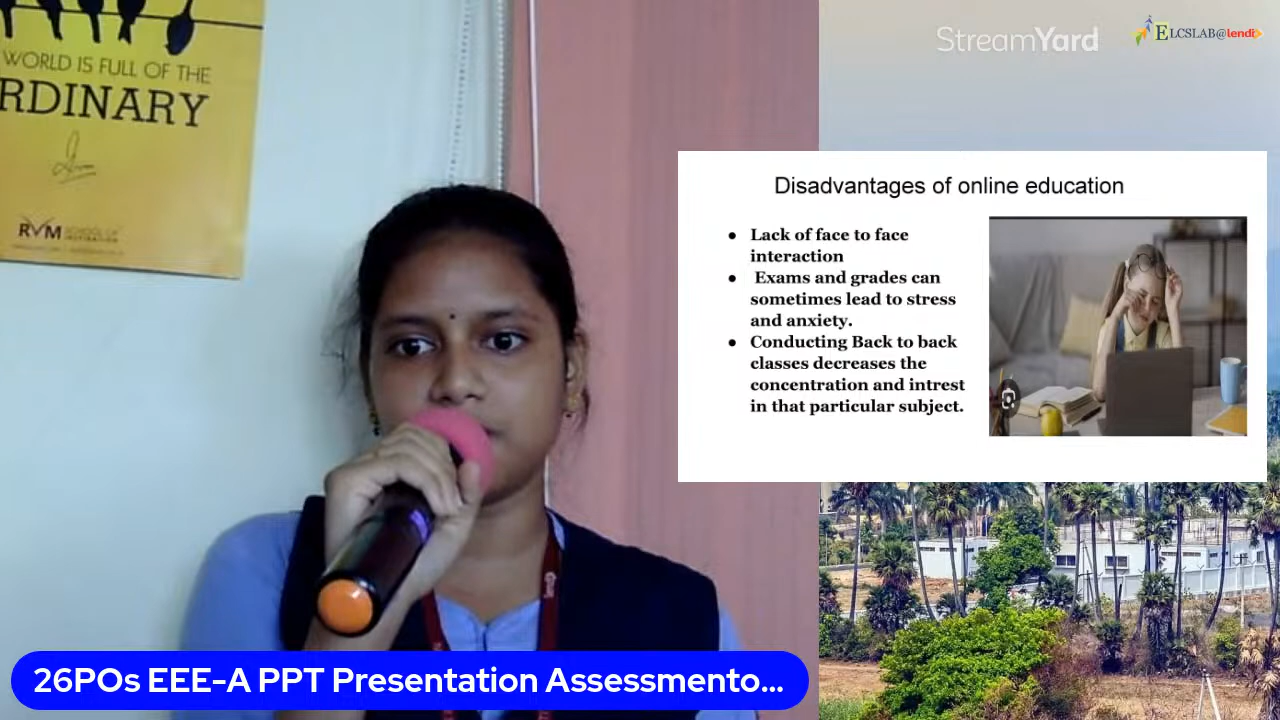 WORLD IS FULL OF THE
RDINARY
RVM SCHOOL OF
StreamYard
ELCSLAB@lendi
Disadvantages of online education
● Lack of face to face
interaction
● Exams and grades can
sometimes lead to stress
and anxiety.
● Conducting Back to back
classes decreases the
concentration and intrest
in that particular subject.
26POs EEE-A PPT Presentation Assessmento...